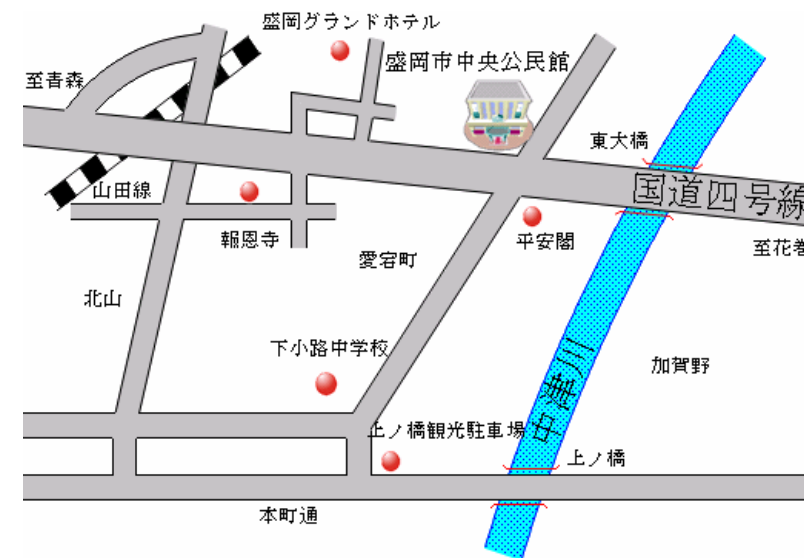 盛岡グランドホテル
盛岡市中央公民館
至青森
東大橋
山田線
国道四号線
報恩寺
平安閣
至花巻
愛宕町
北山
下小路中学校
加賀野
中津川
上ノ橋観光駐車場
上ノ橋
本町通